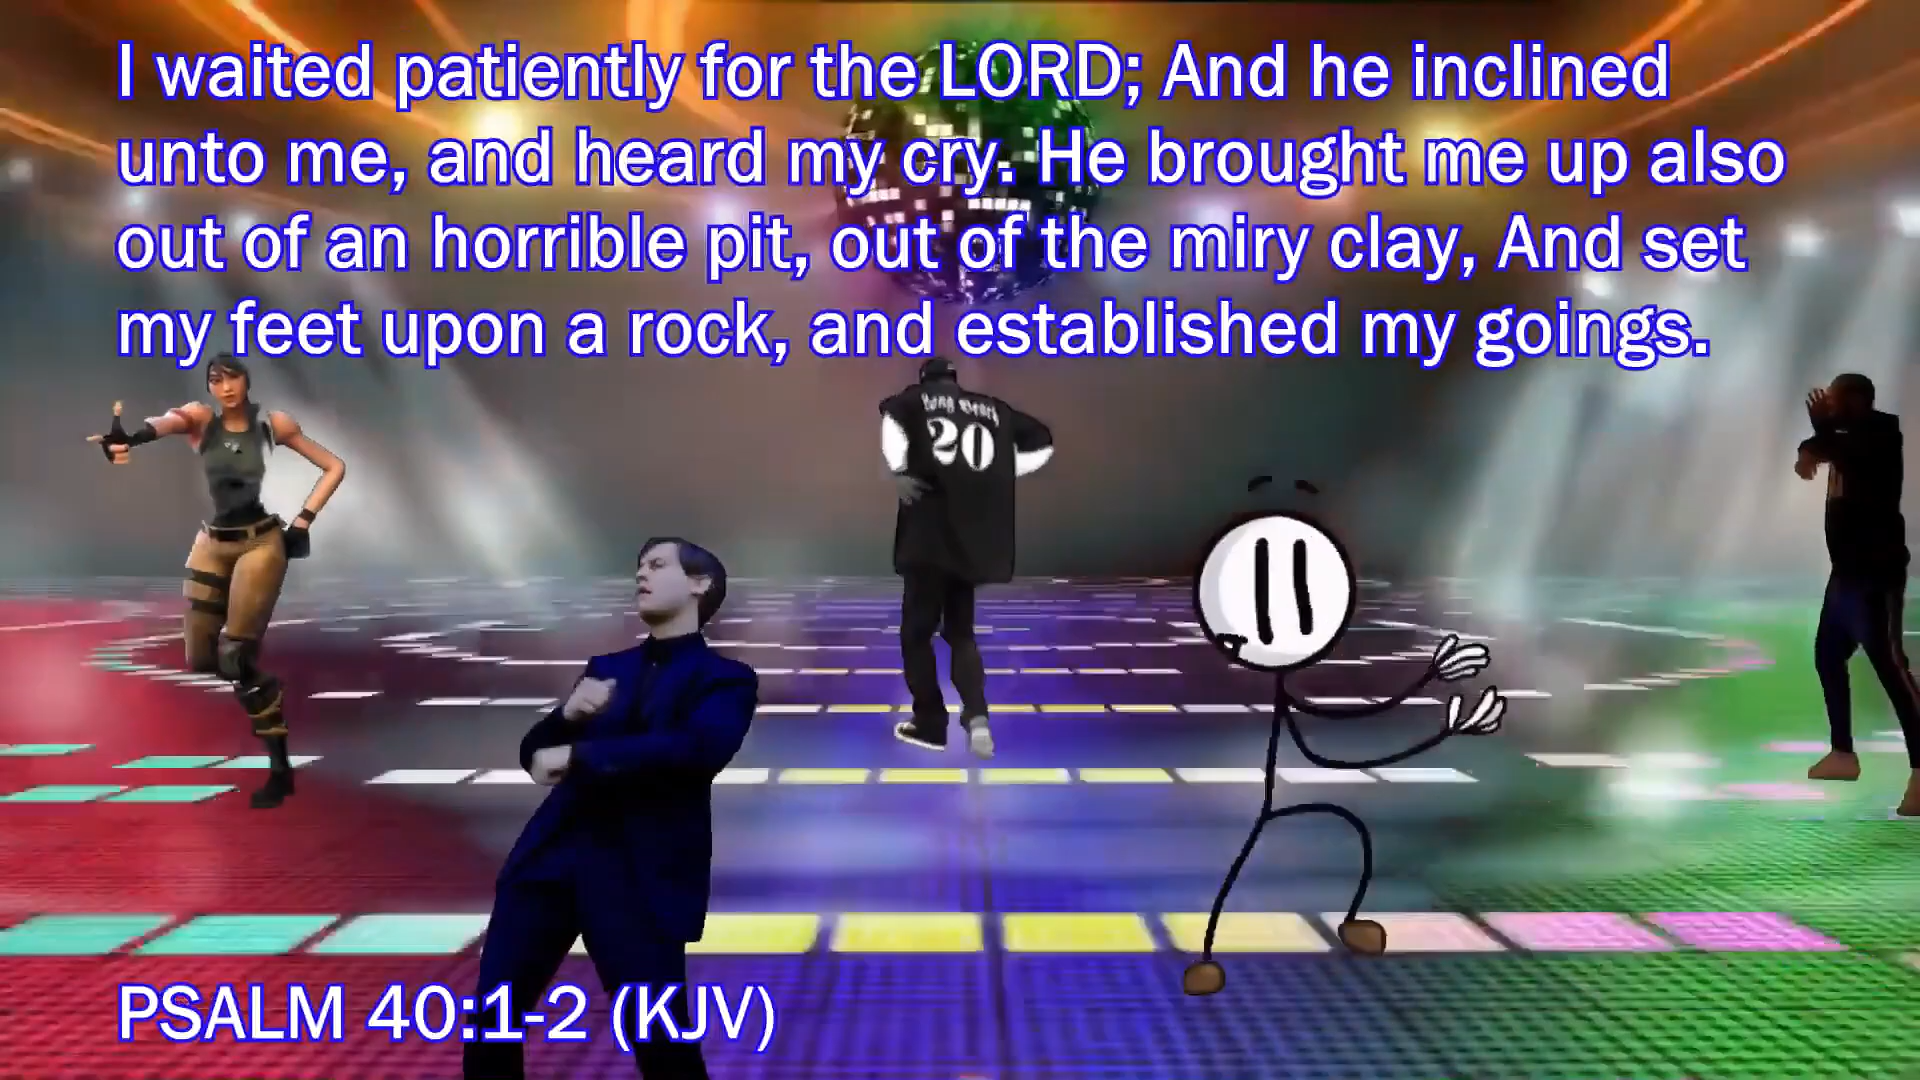 I waited patiently for the LORD; And he inclined
unto me, and heard my cry. He brought me up also
out of an horrible pit, out of the miry clay, And set
my feet upon a rock, and established my goings.
Long Beach
20
PSALM 40:1-2 (KJV)